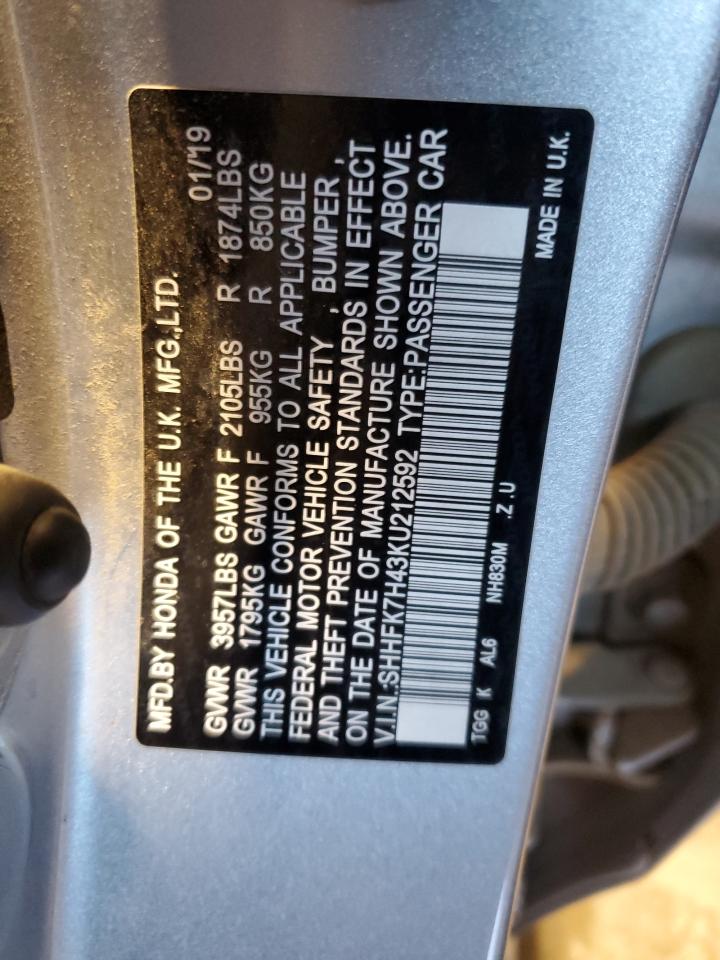 MFD.BY HONDA OF THE U.K. MFG.,LTD. 01/19
GVWR 3957LBS GAWR F 2105LBS R 1874LBS
GVWR 1795KG GAWR F 955KG R 850KG
THIS VEHICLE CONFORMS TO ALL APPLICABLE
FEDERAL MOTOR VEHICLE SAFETY , BUMPER ,
AND THEFT PREVENTION STANDARDS IN EFFECT
ON THE DATE OF MANUFACTURE SHOWN ABOVE.
V.I.N.:SHHFK7H43KU212592 TYPE:PASSENGER CAR
TGG K AL6 NH830M .Z .U MADE IN U.K.